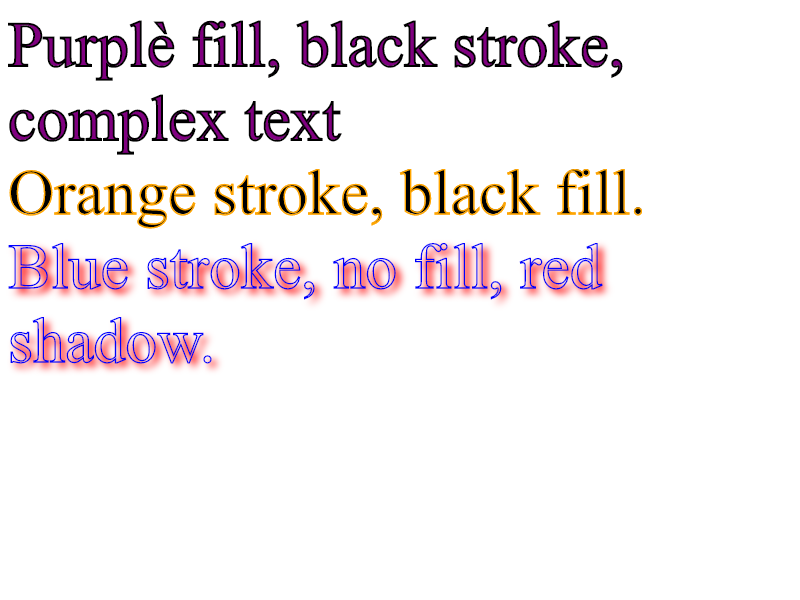 Purplè fill, black stroke,
complex text
Orange stroke, black fill.
Blue stroke, no fill, red
shadow.